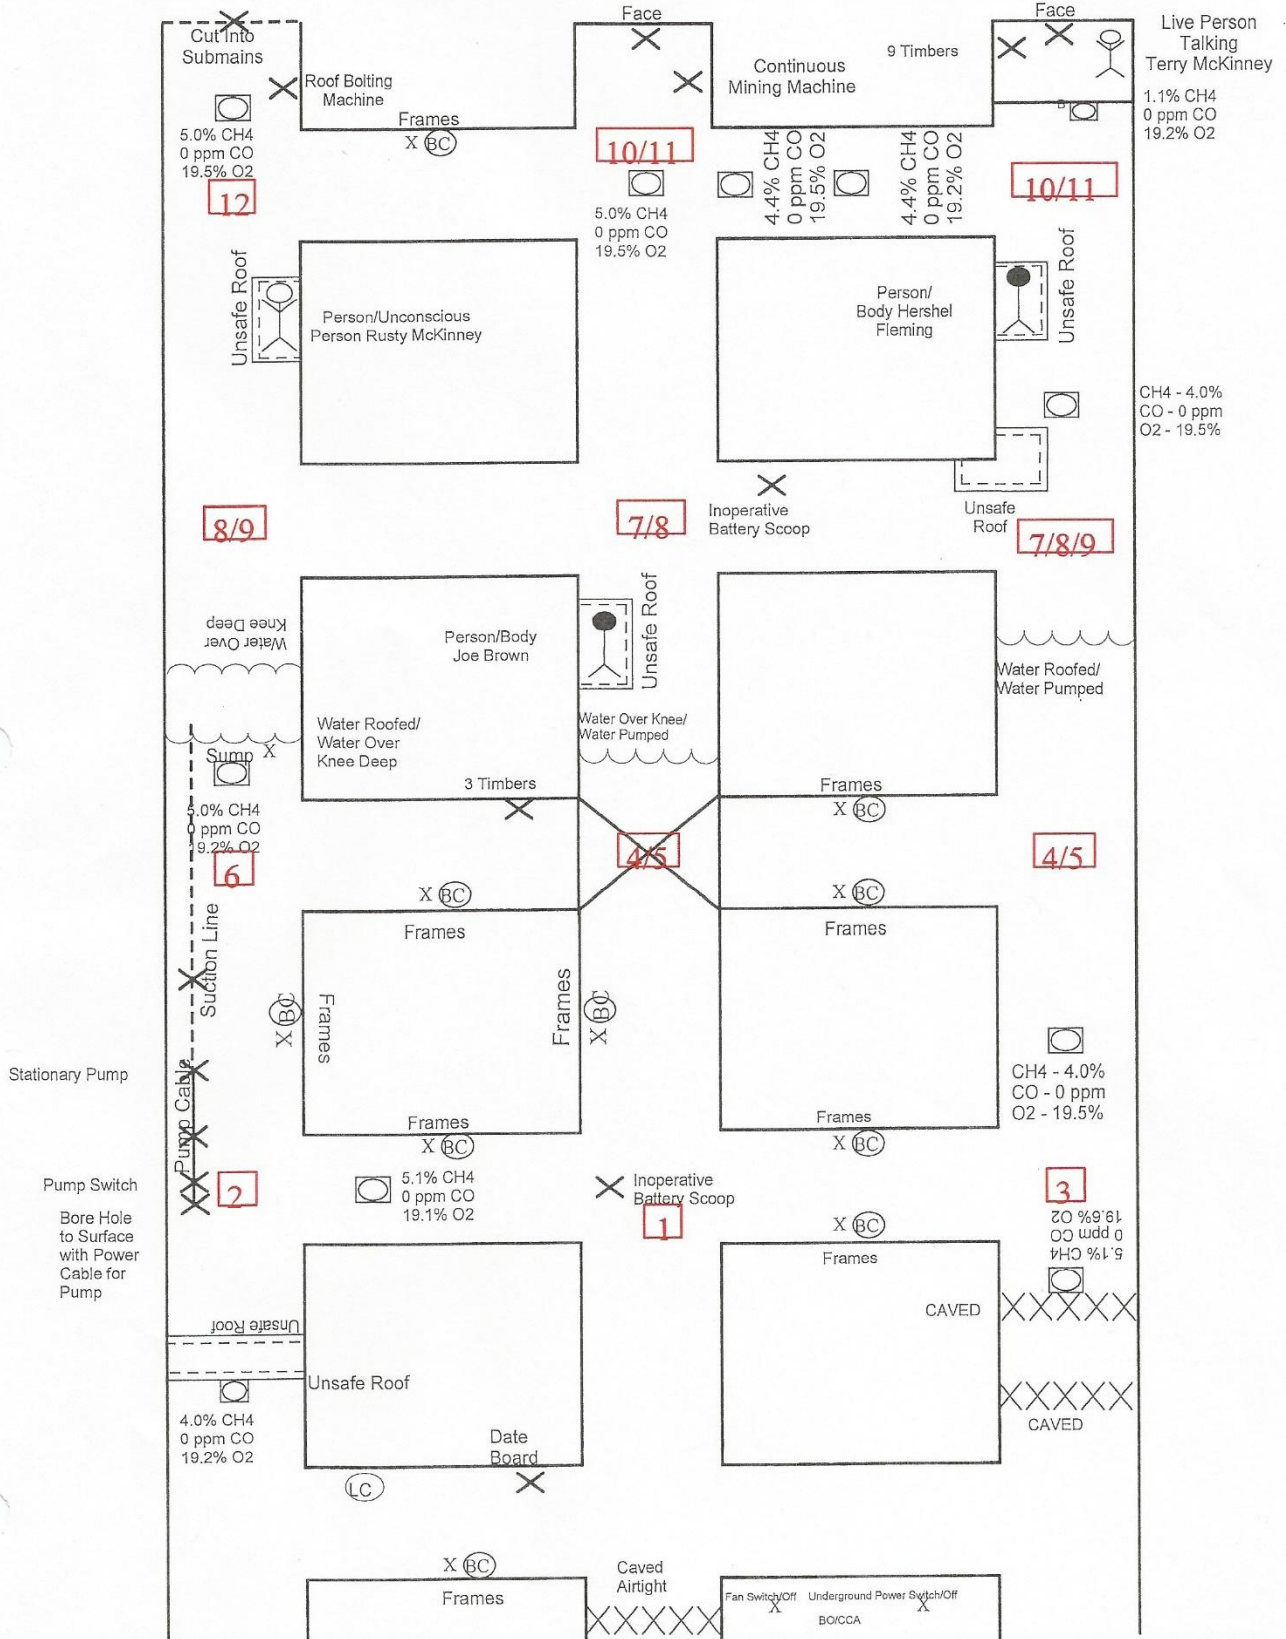 Face
Face
Cut Into
Submains
9 Timbers
Live Person
Talking
Terry McKinney
Roof Bolting
Machine
Continuous
Mining Machine
1.1% CH4
0 ppm CO
19.2% O2
5.0% CH4
0 ppm CO
19.5% O2
Frames
X BC
10/11
4.4% CH4
0 ppm CO
19.5% O2
4.4% CH4
0 ppm CO
19.2% O2
10/11
12
5.0% CH4
0 ppm CO
19.5% O2
Unsafe Roof
Person/Unconscious
Person Rusty McKinney
Person/
Body Hershel
Fleming
Unsafe Roof
CH4 - 4.0%
CO - 0 ppm
O2 - 19.5%
Inoperative
Battery Scoop
Unsafe
Roof
8/9
7/8
7/8/9
Water Over
Knee Deep
Person/Body
Joe Brown
Unsafe Roof
Water Roofed/
Water Pumped
Water Roofed/
Water Over
Knee Deep
Water Over Knee/
Water Pumped
Sump X
3 Timbers
Frames
X BC
5.0% CH4
0 ppm CO
19.2% O2
6
4/5
4/5
X BC
Frames
X BC
Frames
Suction Line
X BC
Frames
Frames
X BC
CH4 - 4.0%
CO - 0 ppm
O2 - 19.5%
Stationary Pump
Pump Cable
Frames
X BC
Frames
X BC
Pump Switch
2
5.1% CH4
0 ppm CO
19.1% O2
Inoperative
Battery Scoop
1
3
Bore Hole
to Surface
with Power
Cable for
Pump
X BC
Frames
5.1% CH4
0 ppm CO
19.6% O2
CAVED
Unsafe Roof
Unsafe Roof
CAVED
4.0% CH4
0 ppm CO
19.2% O2
Date
Board
LC
X BC
Frames
Caved
Airtight
Fan Switch/Off
X
Underground Power Switch/Off
X
BO/CCA